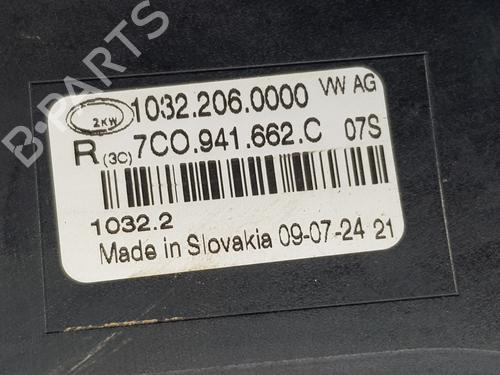 B-PARTS
2KW 1032.206.0000 VW AG
R (3C) 7CO.941.662.C 07S
1032.2
Made in Slovakia 09-07-24 21